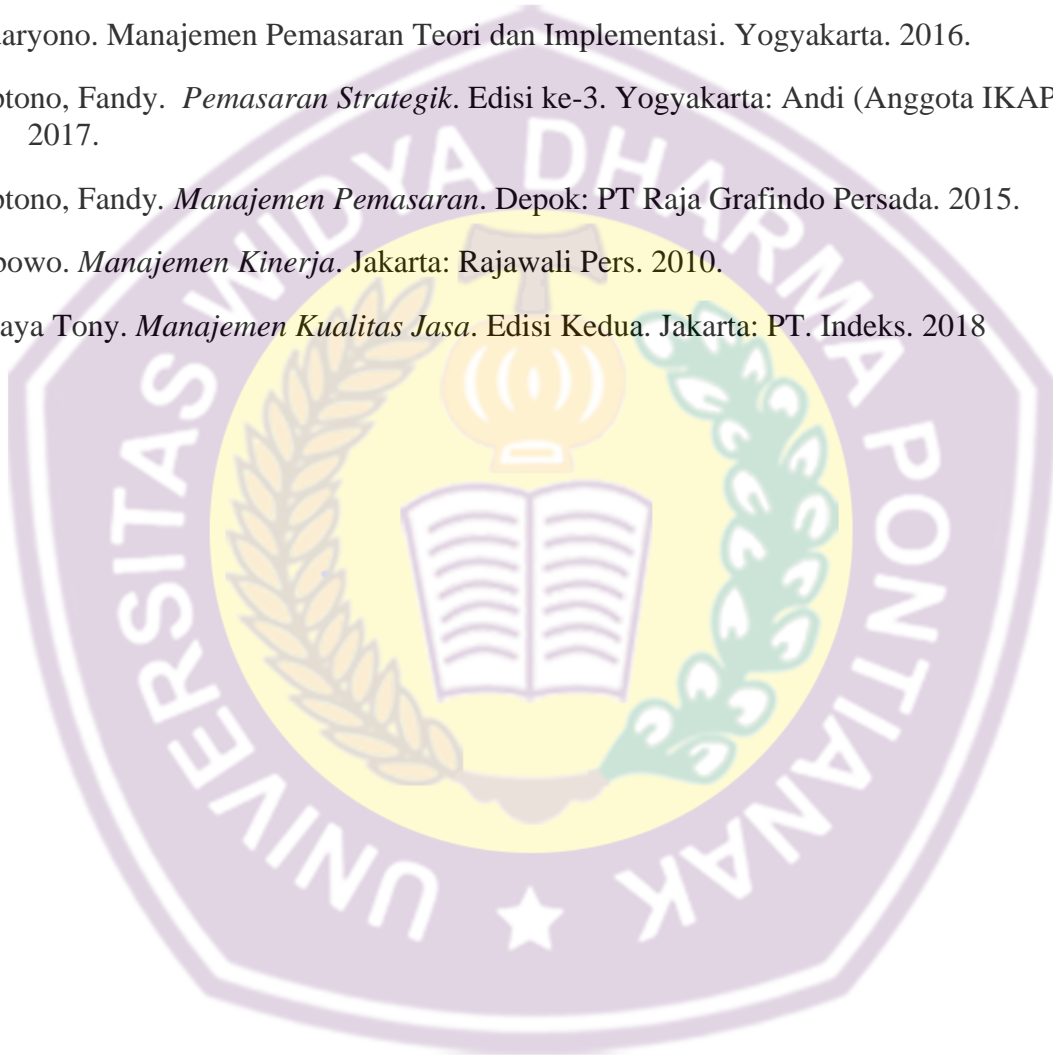 aryono. Manajemen Pemasaran Teori dan Implementasi. Yogyakarta. 2016.
otono, Fandy. Pemasaran Strategik. Edisi ke-3. Yogyakarta: Andi (Anggota IKAP
2017.
otono, Fandy. Manajemen Pemasaran. Depok: PT Raja Grafindo Persada. 2015.
bowo. Manajemen Kinerja. Jakarta: Rajawali Pers. 2010.
aya Tony. Manajemen Kualitas Jasa. Edisi Kedua. Jakarta: PT. Indeks. 2018
UNIVERSITAS WIDYA DHARMA PONTIANAK